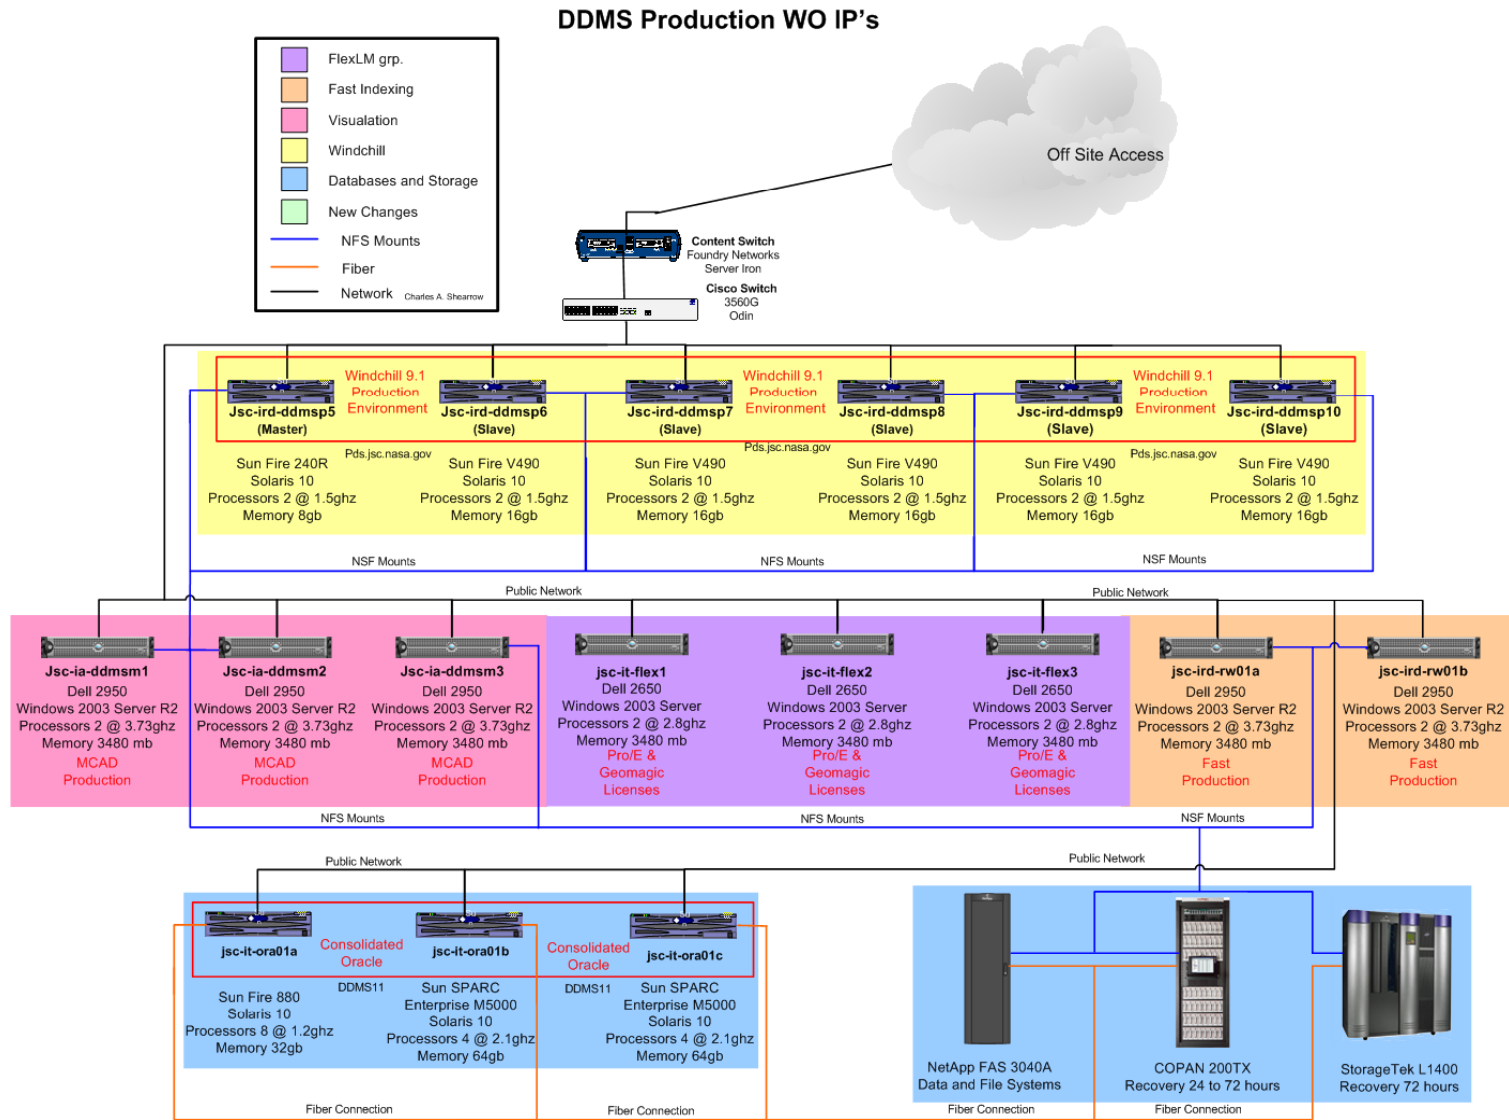 DDMS Production WO IP's
FlexLM grp.
Fast Indexing
Visualation
Windchill
Databases and Storage
New Changes
NFS Mounts
Fiber
Network
Charles A. Shearrow
Off Site Access
Content Switch
Foundry Networks
Server Iron
Cisco Switch
3560G
Odin
Jsc-ird-ddmsp5
(Master)
Windchill 9.1
Production
Environment
Jsc-ird-ddmsp6
(Slave)
Jsc-ird-ddmsp7
(Slave)
Windchill 9.1
Production
Environment
Jsc-ird-ddmsp8
(Slave)
Jsc-ird-ddmsp9
(Slave)
Windchill 9.1
Production
Environment
Jsc-ird-ddmsp10
(Slave)
Pds.jsc.nasa.gov
Pds.jsc.nasa.gov
Pds.jsc.nasa.gov
Sun Fire 240R
Solaris 10
Processors 2 @ 1.5ghz
Memory 8gb
Sun Fire V490
Solaris 10
Processors 2 @ 1.5ghz
Memory 16gb
Sun Fire V490
Solaris 10
Processors 2 @ 1.5ghz
Memory 16gb
Sun Fire V490
Solaris 10
Processors 2 @ 1.5ghz
Memory 16gb
Sun Fire V490
Solaris 10
Processors 2 @ 1.5ghz
Memory 16gb
Sun Fire V490
Solaris 10
Processors 2 @ 1.5ghz
Memory 16gb
NSF Mounts
NFS Mounts
NSF Mounts
Public Network
Public Network
Jsc-ia-ddmsm1
Dell 2950
Windows 2003 Server R2
Processors 2 @ 3.73ghz
Memory 3480 mb
MCAD
Production
Jsc-ia-ddmsm2
Dell 2950
Windows 2003 Server R2
Processors 2 @ 3.73ghz
Memory 3480 mb
MCAD
Production
Jsc-ia-ddmsm3
Dell 2950
Windows 2003 Server R2
Processors 2 @ 3.73ghz
Memory 3480 mb
MCAD
Production
jsc-it-flex1
Dell 2650
Windows 2003 Server
Processors 2 @ 2.8ghz
Memory 3480 mb
Pro/E &
Geomagic
Licenses
jsc-it-flex2
Dell 2650
Windows 2003 Server
Processors 2 @ 2.8ghz
Memory 3480 mb
Pro/E &
Geomagic
Licenses
jsc-it-flex3
Dell 2650
Windows 2003 Server
Processors 2 @ 2.8ghz
Memory 3480 mb
Pro/E &
Geomagic
Licenses
jsc-ird-rw01a
Dell 2950
Windows 2003 Server R2
Processors 2 @ 3.73ghz
Memory 3480 mb
Fast
Production
jsc-ird-rw01b
Dell 2950
Windows 2003 Server R2
Processors 2 @ 3.73ghz
Memory 3480 mb
Fast
Production
NFS Mounts
NFS Mounts
NSF Mounts
Public Network
Public Network
jsc-it-ora01a
Consolidated
Oracle
jsc-it-ora01b
Consolidated
Oracle
jsc-it-ora01c
DDMS11
DDMS11
Sun Fire 880
Solaris 10
Processors 8 @ 1.2ghz
Memory 32gb
Sun SPARC
Enterprise M5000
Solaris 10
Processors 4 @ 2.1ghz
Memory 64gb
Sun SPARC
Enterprise M5000
Solaris 10
Processors 4 @ 2.1ghz
Memory 64gb
NetApp FAS 3040A
Data and File Systems
COPAN 200TX
Recovery 24 to 72 hours
StorageTek L1400
Recovery 72 hours
Fiber Connection
Fiber Connection
Fiber Connection
Fiber Connection